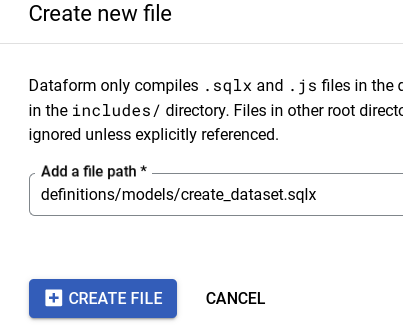 Create new file
Dataform only compiles .sqlx and .js files in the
in the includes/ directory. Files in other root
ignored unless explicitly referenced.
Add a file path *
definitions/models/create_dataset.sqlx
CREATE FILE
CANCEL